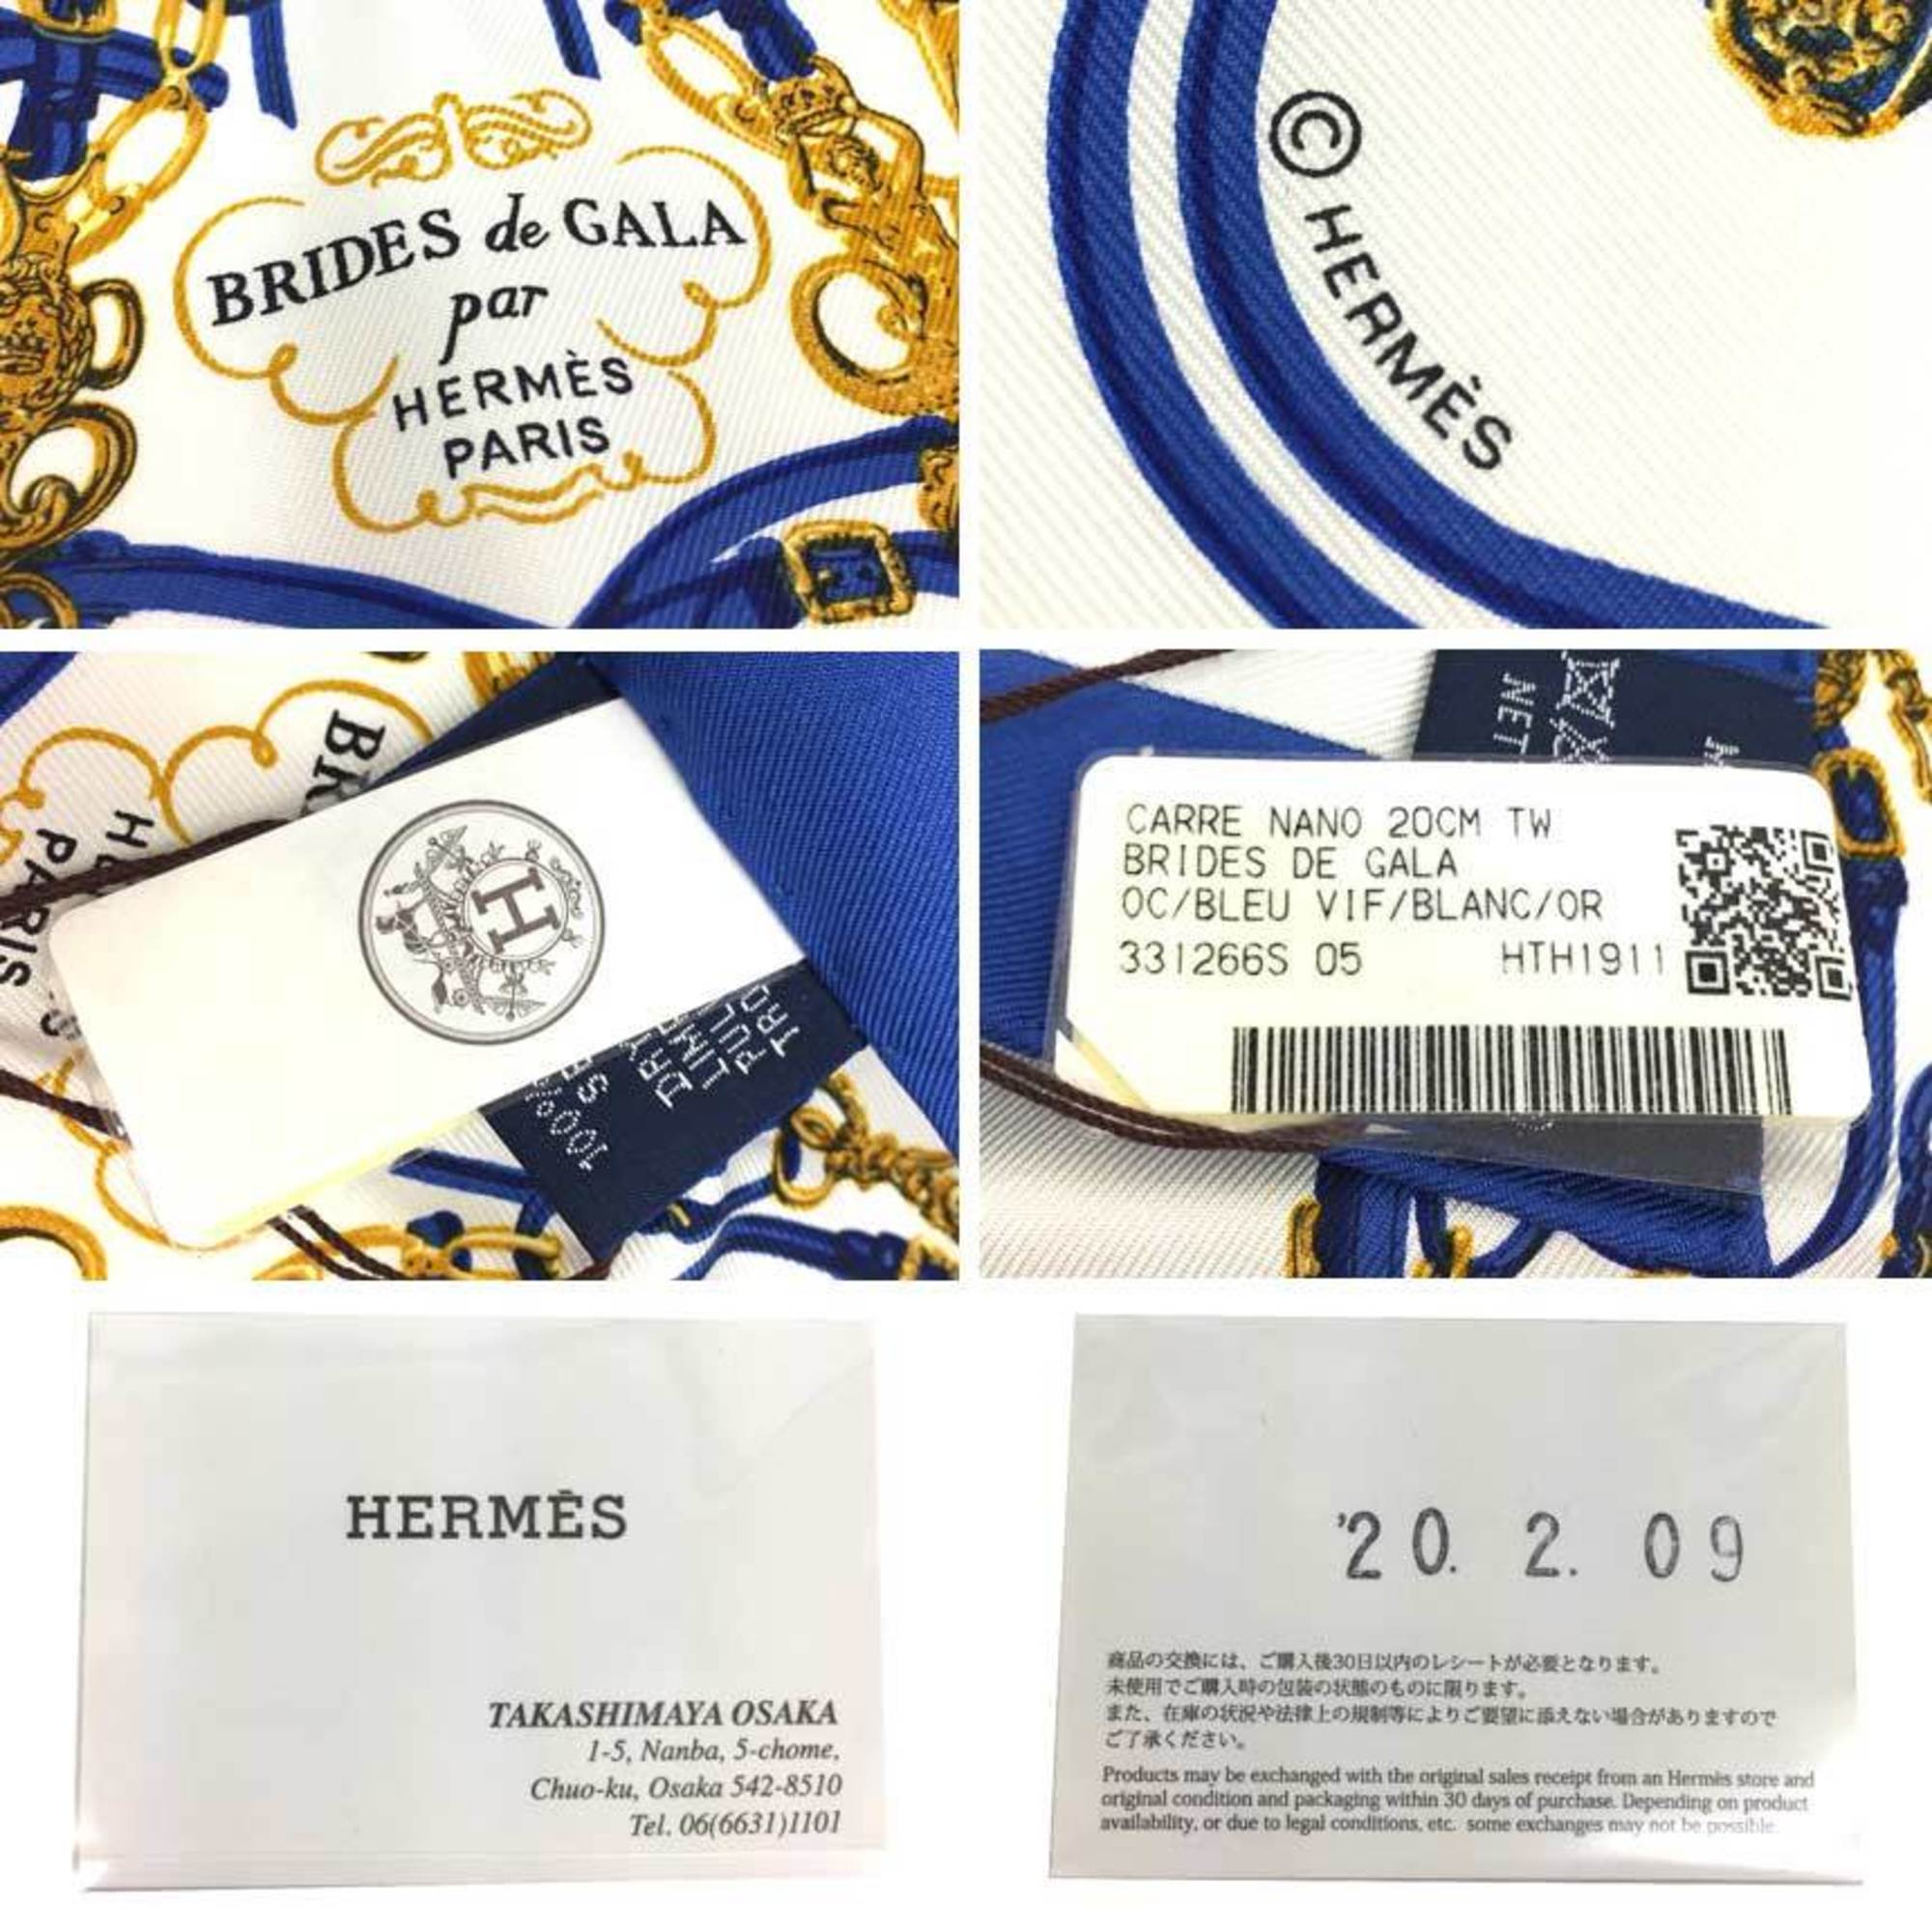 BRIDES de GALA
par
HERMÈS
PARIS
© HERMÈS
BR
H
PARIS
H
100%
S
NET
CARRE NANO 20CM TW
BRIDES DE GALA
OC/BLEU VIF/BLANC/OR
331266S 05 HTH1911
HERMÈS
TAKASHIMAYA OSAKA
1-5, Nanba, 5-chome,
Chuo-ku, Osaka 542-8510
Tel. 06(6631)1101
'20. 2. 09
商品の交換には、ご購入後30日以内のレシートが必要となります。
未使用でご購入時の包装の状態のものに限ります。
また、在庫の状況や法律上の規制等によりご要望に添えない場合がありますので
ご了承ください。
Products may be exchanged with the original sales receipt from an Hermès store and
original condition and packaging within 30 days of purchase. Depending on product
availability, or due to legal conditions, etc. some exchanges may not be possible.